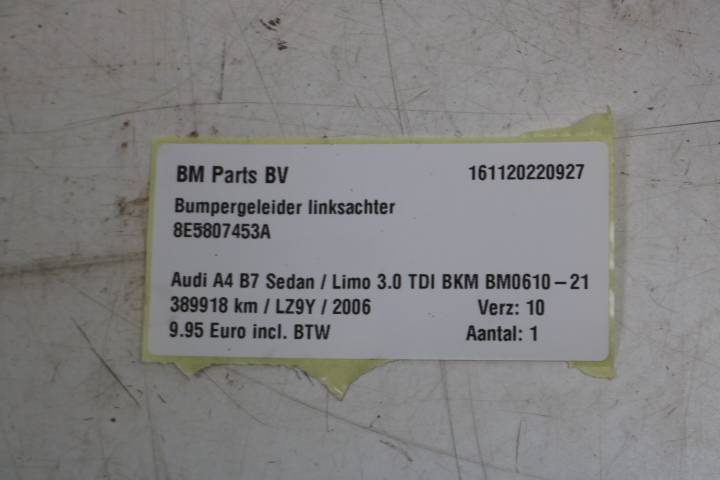 BM Parts BV 161120220927
Bumpergeleider linksachter
8E5807453A
Audi A4 B7 Sedan / Limo 3.0 TDI BKM BM0610-21
389918 km / LZ9Y / 2006 Verz: 10
9.95 Euro incl. BTW Aantal: 1